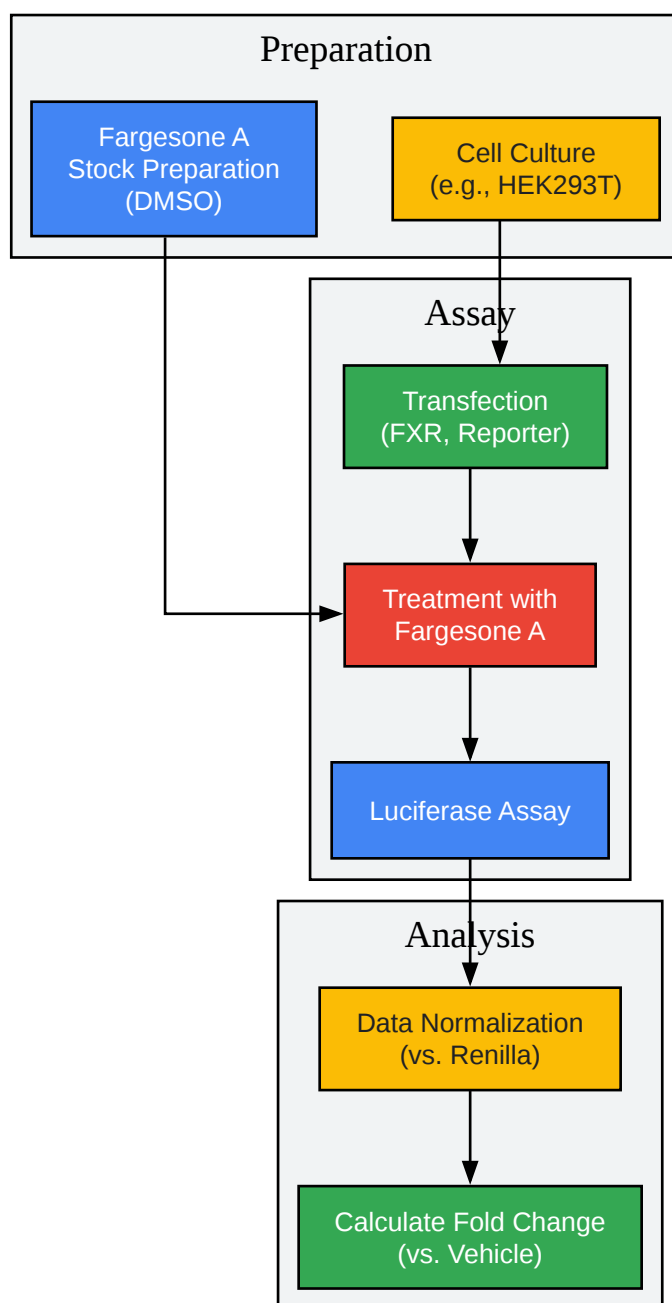 Preparation
Fargesone A
Stock Preparation
(DMSO)
Cell Culture
(e.g., HEK293T)
Assay
Transfection
(FXR, Reporter)
Treatment with
Fargesone A
Luciferase Assay
Analysis
Data Normalization
(vs. Renilla)
Calculate Fold Change
(vs. Vehicle)